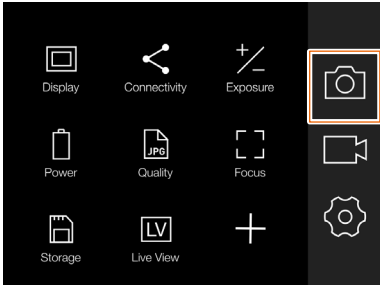 Display Connectivity Exposure
JPG
Power Quality Focus
LV
Storage Live View